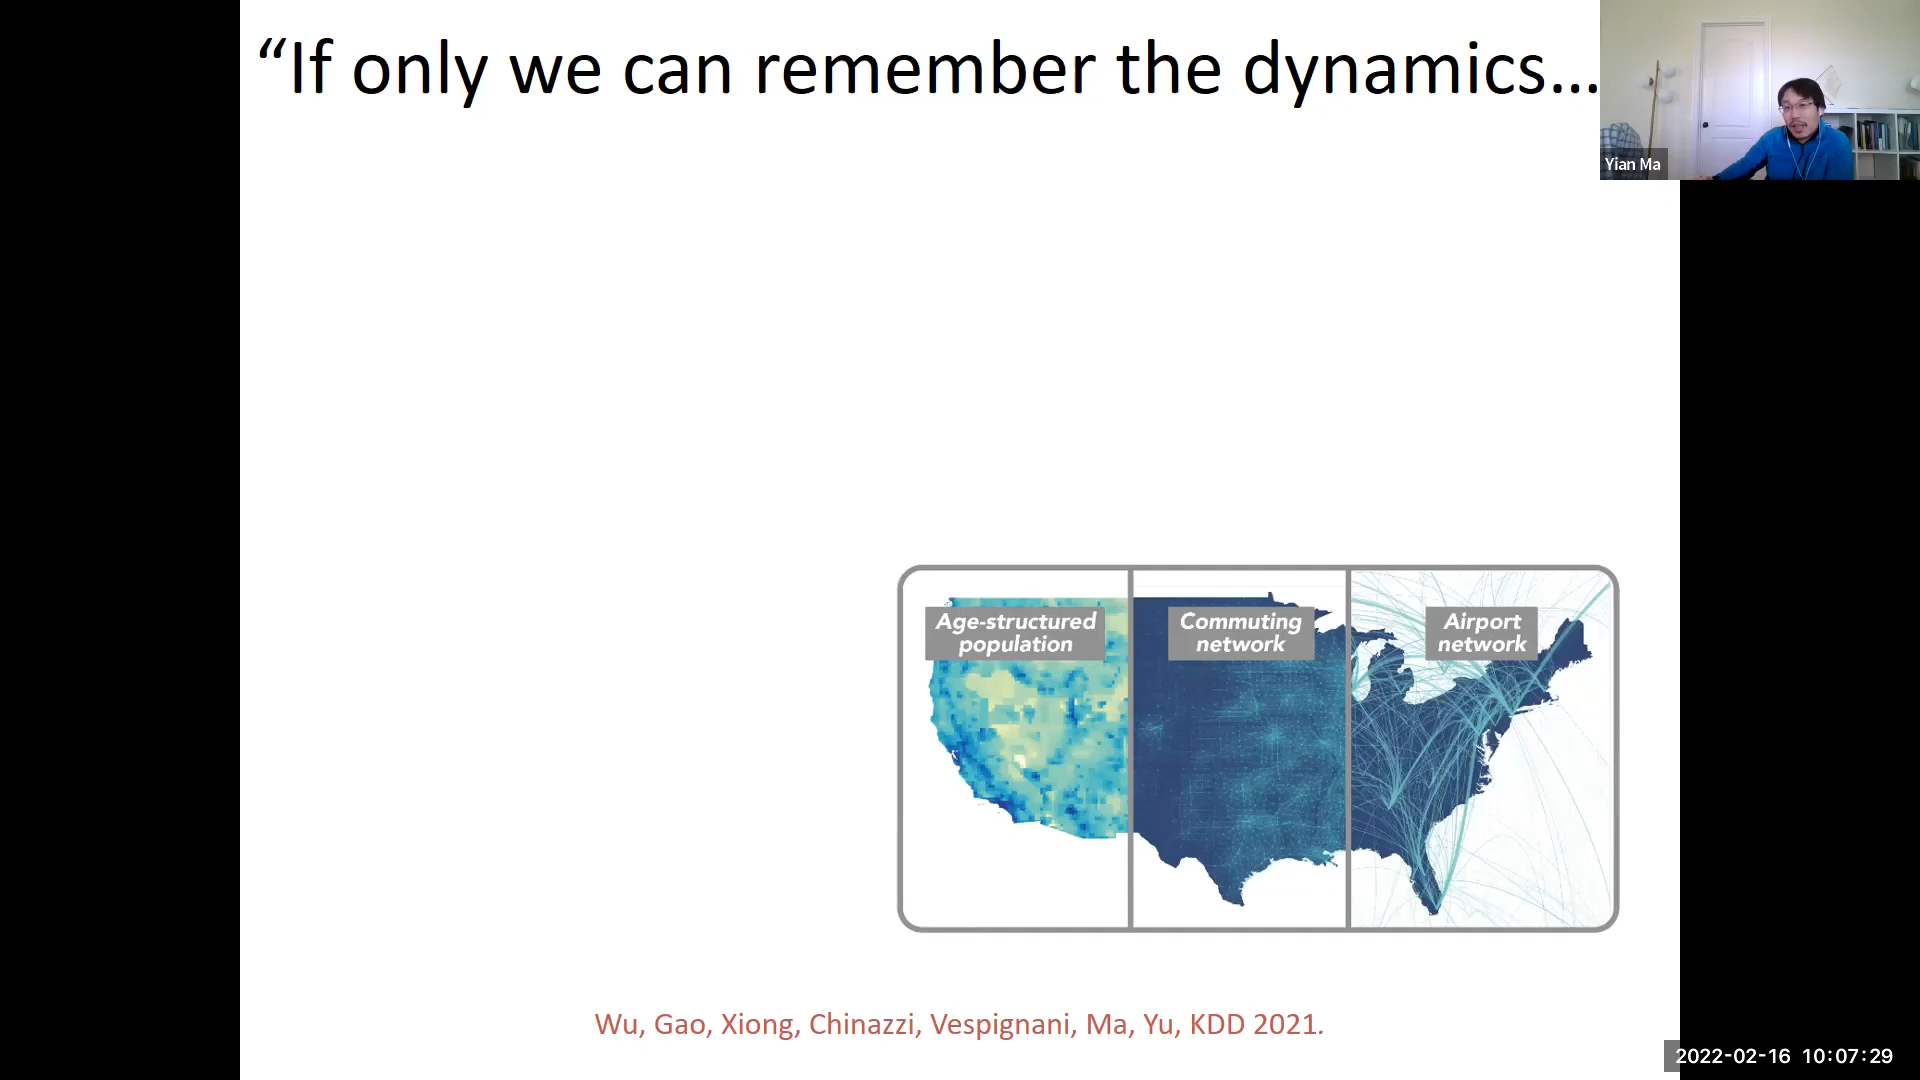 “If only we can remember the dynamics...
Yian Ma
Age-structured
population
Commuting
network
Airport
network
Wu, Gao, Xiong, Chinazzi, Vespignani, Ma, Yu, KDD 2021.
2022-02-16 10:07:29